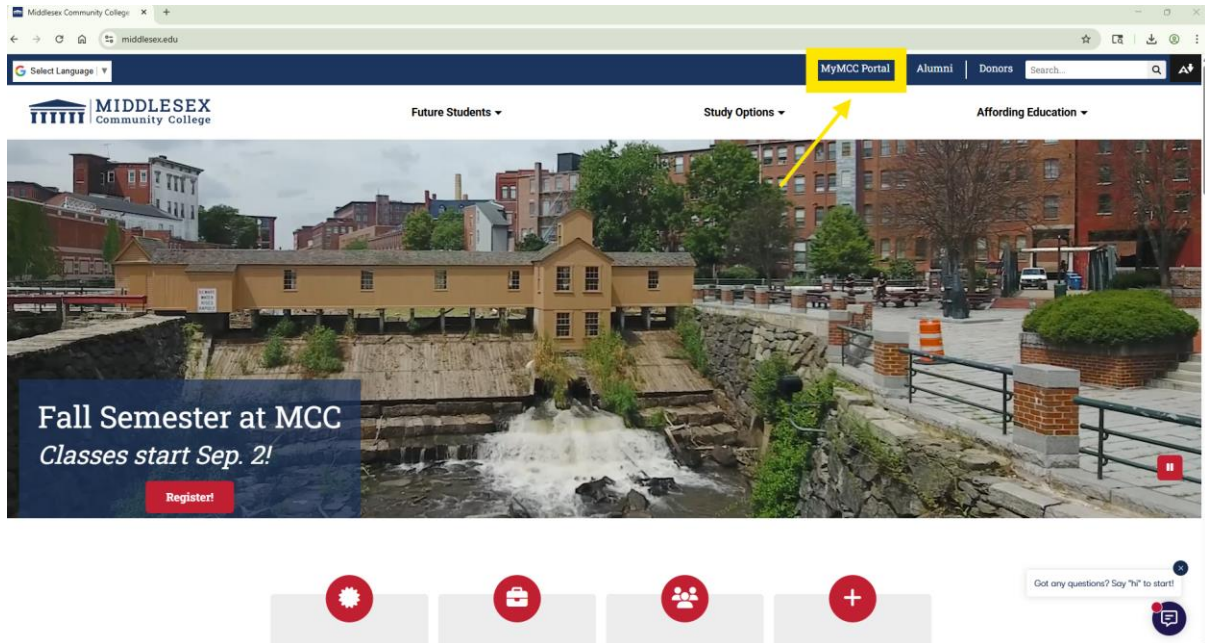 Middlesex Community College
middlesex.edu
Select Language
MyMCC Portal
Alumni
Donors
Search...
MIDDLESEX
Community College
Future Students
Study Options
Affording Education
Fall Semester at MCC
Classes start Sep. 2!
Register!
Got any questions? Say "hi" to start!